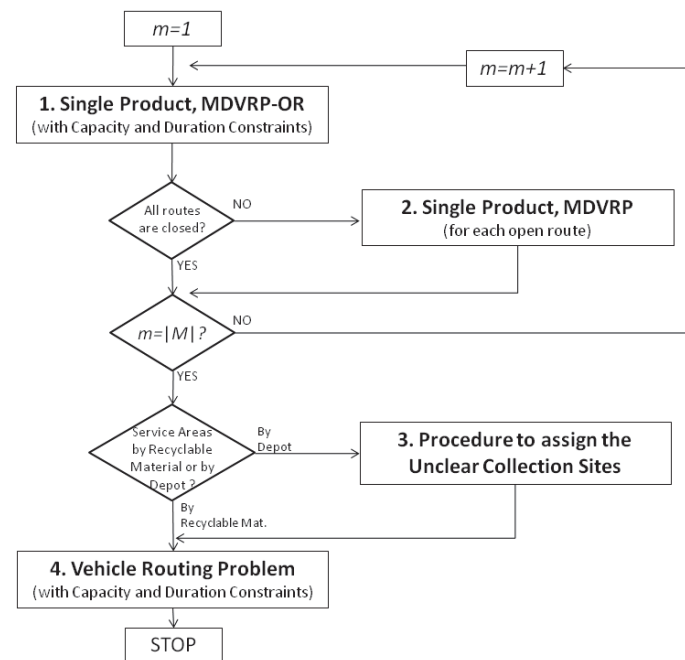 m=1
m=m+1
1. Single Product, MDVRP-OR
(with Capacity and Duration Constraints)
All routes
are closed?
NO
2. Single Product, MDVRP
(for each open route)
YES
m=|M| ?
NO
YES
Service Areas
by Recyclable
Material or by
Depot ?
By
Depot
3. Procedure to assign the
Unclear Collection Sites
By
Recyclable Mat.
4. Vehicle Routing Problem
(with Capacity and Duration Constraints)
STOP